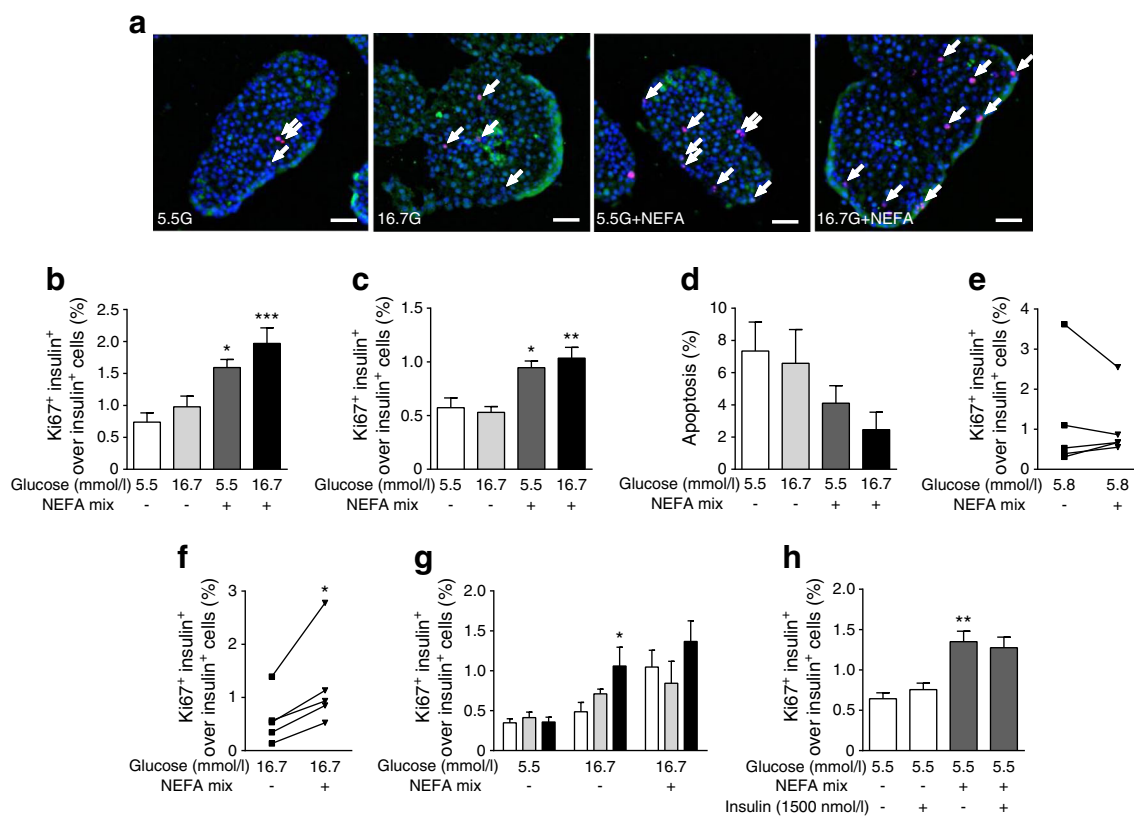 a
5.5G 16.7G 5.5G+NEFA 16.7G+NEFA
b
Ki67+ insulin+
over insulin+ cells (%)
2.5
2.0
1.5
1.0
0.5
0
* ***
Glucose (mmol/l) 5.5 16.7 5.5 16.7
NEFA mix - - + +
c
Ki67+ insulin+
over insulin+ cells (%)
1.5
1.0
0.5
0
* **
Glucose (mmol/l) 5.5 16.7 5.5 16.7
NEFA mix - - + +
d
Apoptosis (%)
10
8
6
4
2
0
Glucose (mmol/l) 5.5 16.7 5.5 16.7
NEFA mix - - + +
e
Ki67+ insulin+
over insulin+ cells (%)
4
3
2
1
0
Glucose (mmol/l) 5.8 5.8
NEFA mix - +
f
Ki67+ insulin+
over insulin+ cells (%)
3
2
1
0
*
Glucose (mmol/l) 16.7 16.7
NEFA mix - +
g
Ki67+ insulin+
over insulin+ cells (%)
2.0
1.5
1.0
0.5
0
*
Glucose (mmol/l) 5.5 16.7 16.7
NEFA mix - - +
h
Ki67+ insulin+
over insulin+ cells (%)
2.0
1.5
1.0
0.5
0
**
Glucose (mmol/l) 5.5 5.5 5.5 5.5
NEFA mix - - + +
Insulin (1500 nmol/l) - + - +